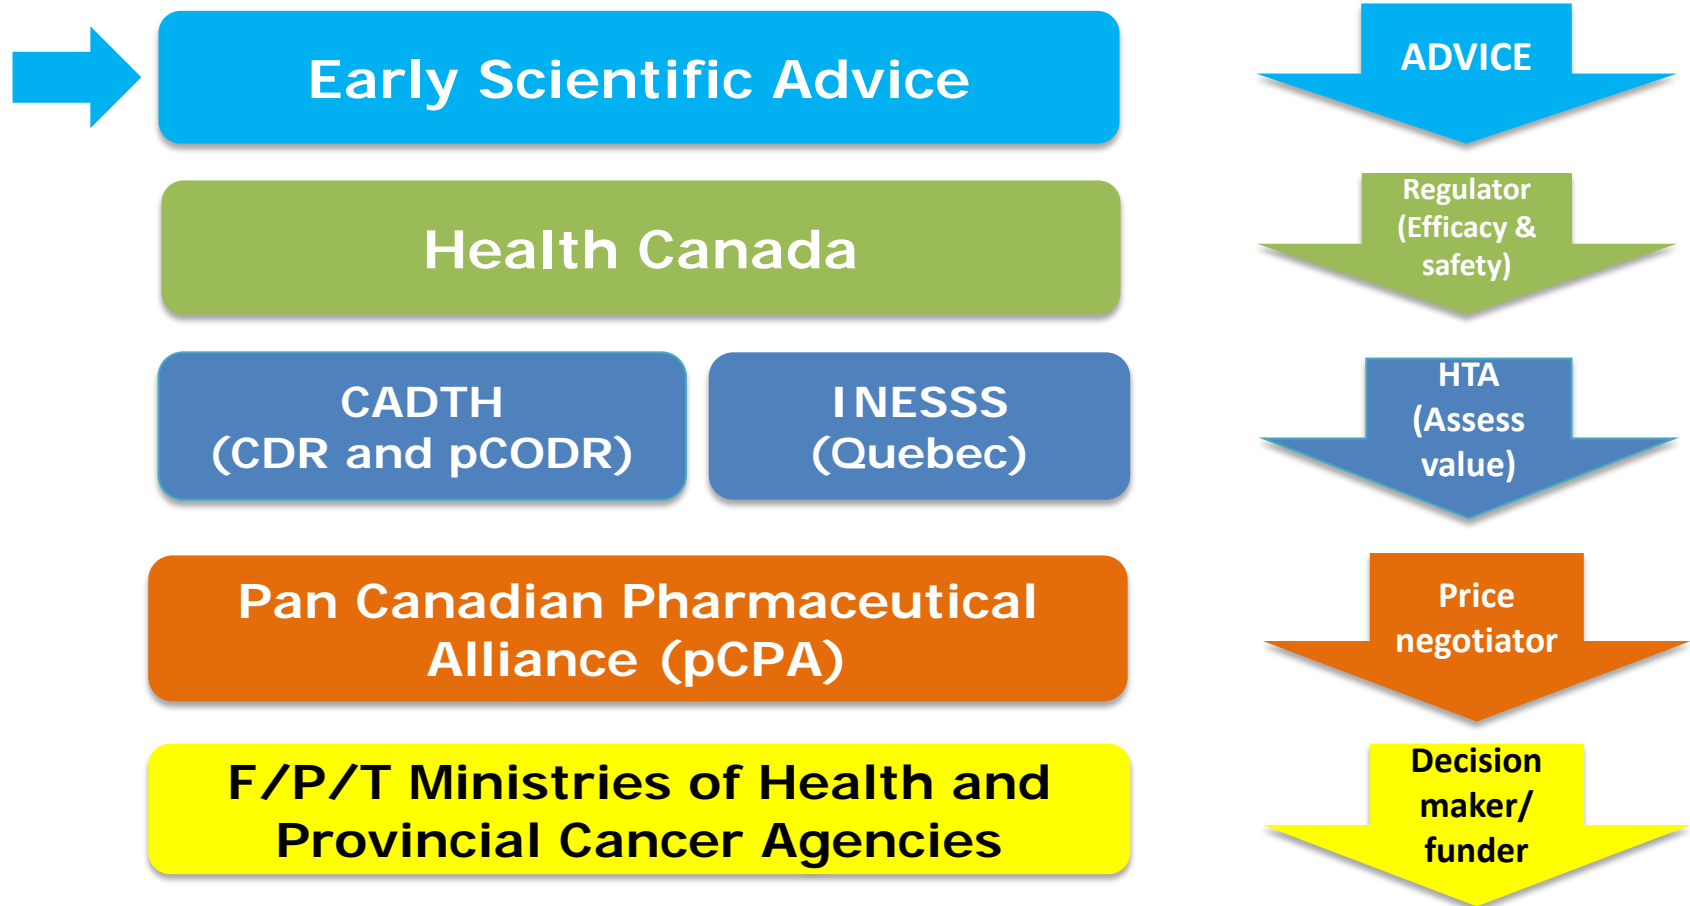 Early Scientific Advice
ADVICE
Health Canada
Regulator
(Efficacy &
safety)
CADTH
(CDR and pCODR)
INESSS
(Quebec)
HTA
(Assess
value)
Pan Canadian Pharmaceutical
Alliance (pCPA)
Price
negotiator
F/P/T Ministries of Health and
Provincial Cancer Agencies
Decision
maker/
funder